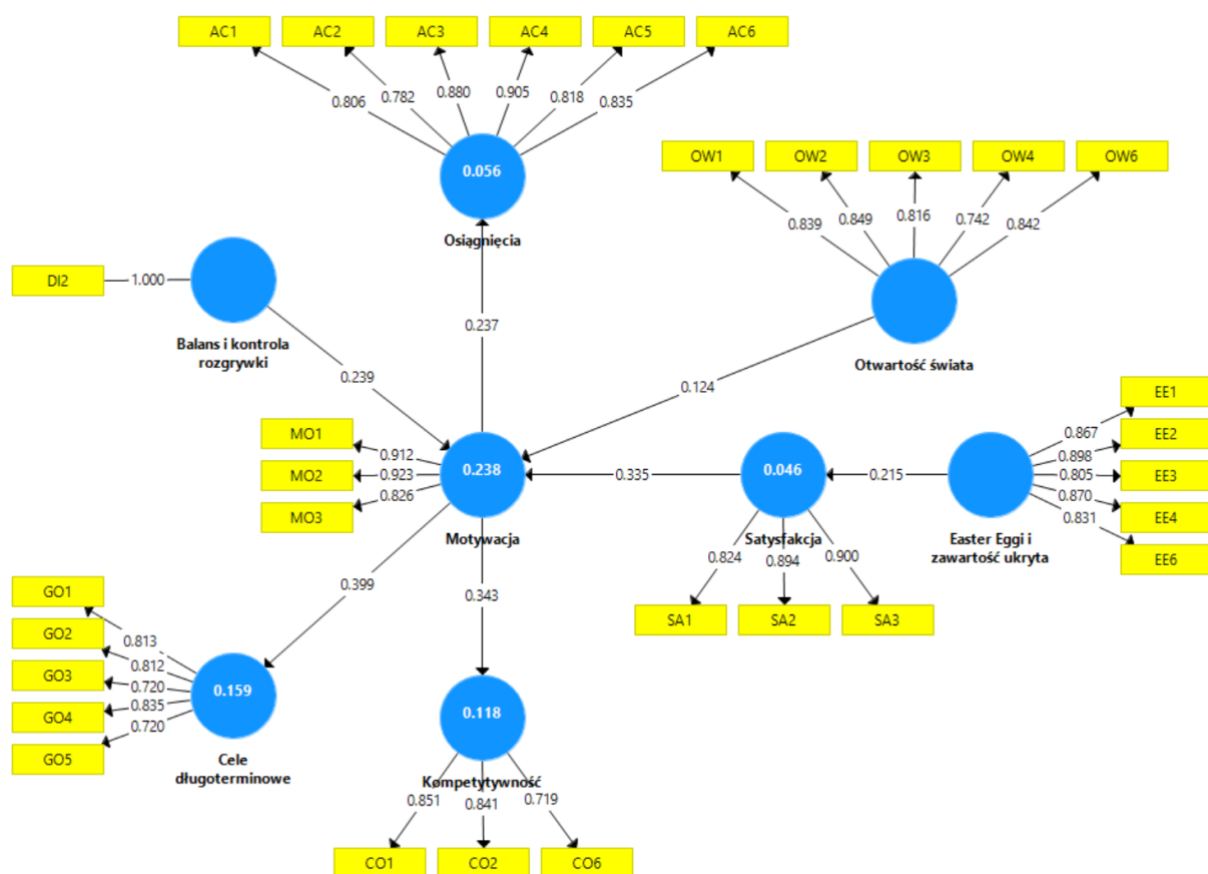 AC1 AC2 AC3 AC4 AC5 AC6
0.806 0.782 0.880 0.905 0.818 0.835
0.056
Osiągnięcia
OW1 OW2 OW3 OW4 OW6
0.839 0.849 0.816 0.742 0.842
Otwartość świata
DI2 1.000
Balans i kontrola
rozgrywki
0.237
0.239
0.124
MO1 0.912
MO2 0.923
MO3 0.826
0.238
Motywacja
0.335
0.046
Satysfakcja
0.215
Easter Eggi i
zawartość ukryta
0.867 EE1
0.898 EE2
0.805 EE3
0.870 EE4
0.831 EE6
0.824 0.894 0.900
SA1 SA2 SA3
0.399
0.343
GO1 0.813
GO2 0.812
GO3 0.720
GO4 0.835
GO5 0.720
0.159
Cele
długoterminowe
0.118
Kompetytywność
0.851 0.841 0.719
CO1 CO2 CO6